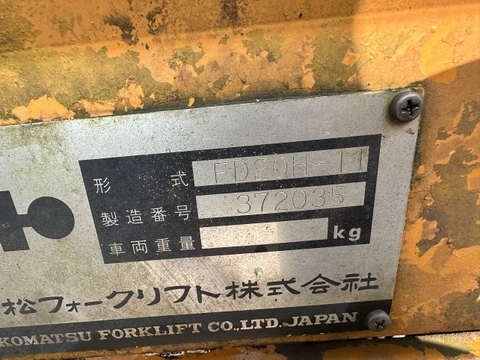 形 式 FD20H-11
製造番号 372035
車両重量 kg
松フォークリフト株式会社
KOMATSU FORKLIFT CO.,LTD. JAPAN